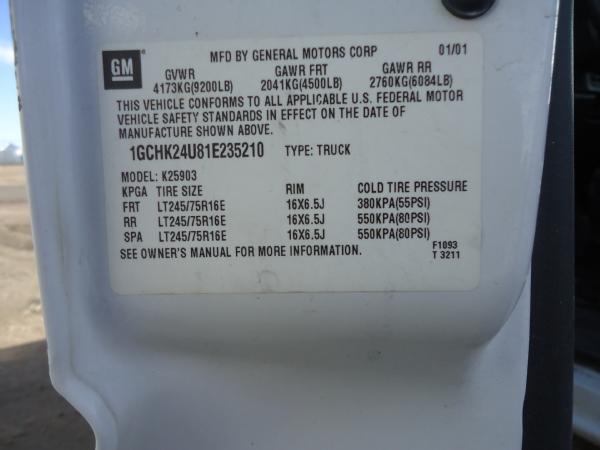 GM
MFD BY GENERAL MOTORS CORP 01/01
GVWR GAWR FRT GAWR RR
4173KG(9200LB) 2041KG(4500LB) 2760KG(6084LB)
THIS VEHICLE CONFORMS TO ALL APPLICABLE U.S. FEDERAL MOTOR
VEHICLE SAFETY STANDARDS IN EFFECT ON THE DATE OF
MANUFACTURE SHOWN ABOVE.
1GCHK24U81E235210 TYPE: TRUCK
MODEL: K25903
KPGA TIRE SIZE RIM COLD TIRE PRESSURE
FRT LT245/75R16E 16X6.5J 380KPA(55PSI)
RR LT245/75R16E 16X6.5J 550KPA(80PSI)
SPA LT245/75R16E 16X6.5J 550KPA(80PSI)
SEE OWNER'S MANUAL FOR MORE INFORMATION.
F1093
T 3211